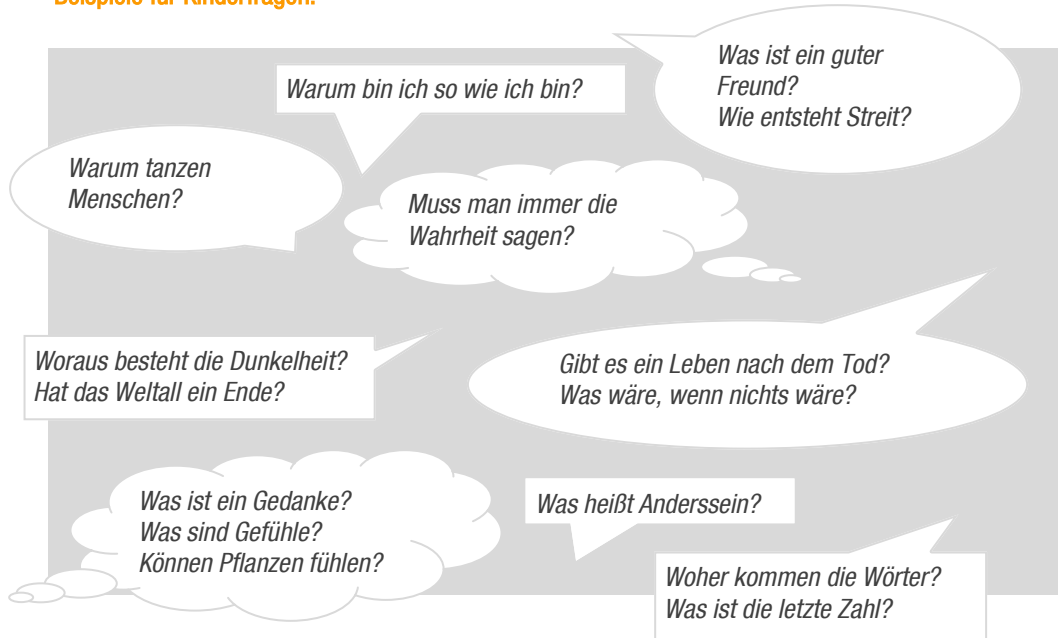 Beispiele für Kinderfragen:
Was ist ein guter
Freund?
Wie entsteht Streit?
Warum bin ich so wie ich bin?
Warum tanzen
Menschen?
Muss man immer die
Wahrheit sagen?
Woraus besteht die Dunkelheit?
Hat das Weltall ein Ende?
Gibt es ein Leben nach dem Tod?
Was wäre, wenn nichts wäre?
Was ist ein Gedanke?
Was sind Gefühle?
Können Pflanzen fühlen?
Was heißt Anderssein?
Woher kommen die Wörter?
Was ist die letzte Zahl?